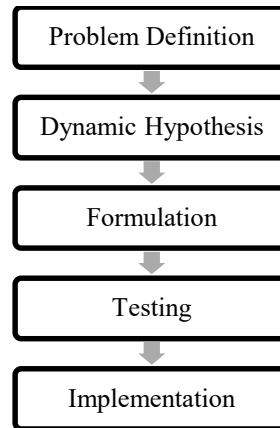 Problem Definition
Dynamic Hypothesis
Formulation
Testing
Implementation